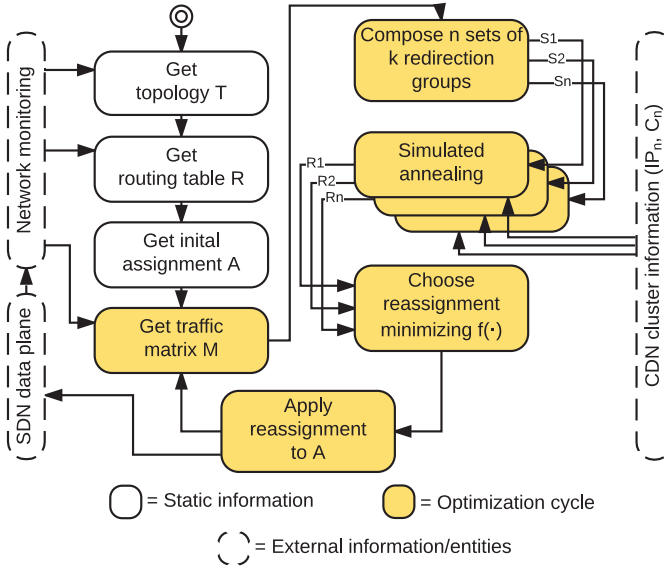 Network monitoring
SDN data plane
Get
topology T
Get
routing table R
Get inital
assignment A
Get traffic
matrix M
Compose n sets of
k redirection
groups
S1
S2
Sn
Simulated
annealing
R1
R2
Rn
Choose
reassignment
minimizing f(·)
Apply
reassignment
to A
CDN cluster information (IPn, Cn)
= Static information
= Optimization cycle
= External information/entities